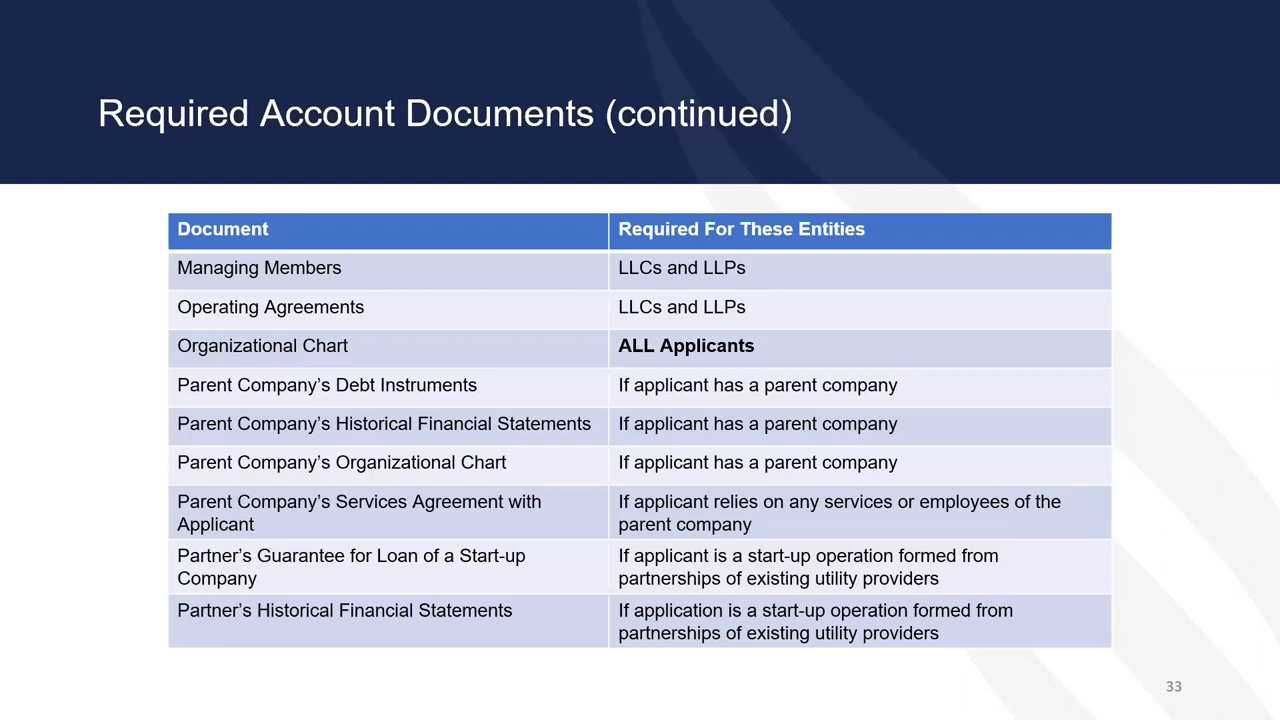 Required Account Documents (continued)
Document
Required For These Entities
Managing Members
LLCs and LLPs
Operating Agreements
LLCs and LLPs
Organizational Chart
ALL Applicants
Parent Company’s Debt Instruments
If applicant has a parent company
Parent Company’s Historical Financial Statements
If applicant has a parent company
Parent Company’s Organizational Chart
If applicant has a parent company
Parent Company’s Services Agreement with
Applicant
If applicant relies on any services or employees of the
parent company
Partner’s Guarantee for Loan of a Start-up
Company
If applicant is a start-up operation formed from
partnerships of existing utility providers
Partner’s Historical Financial Statements
If application is a start-up operation formed from
partnerships of existing utility providers
33